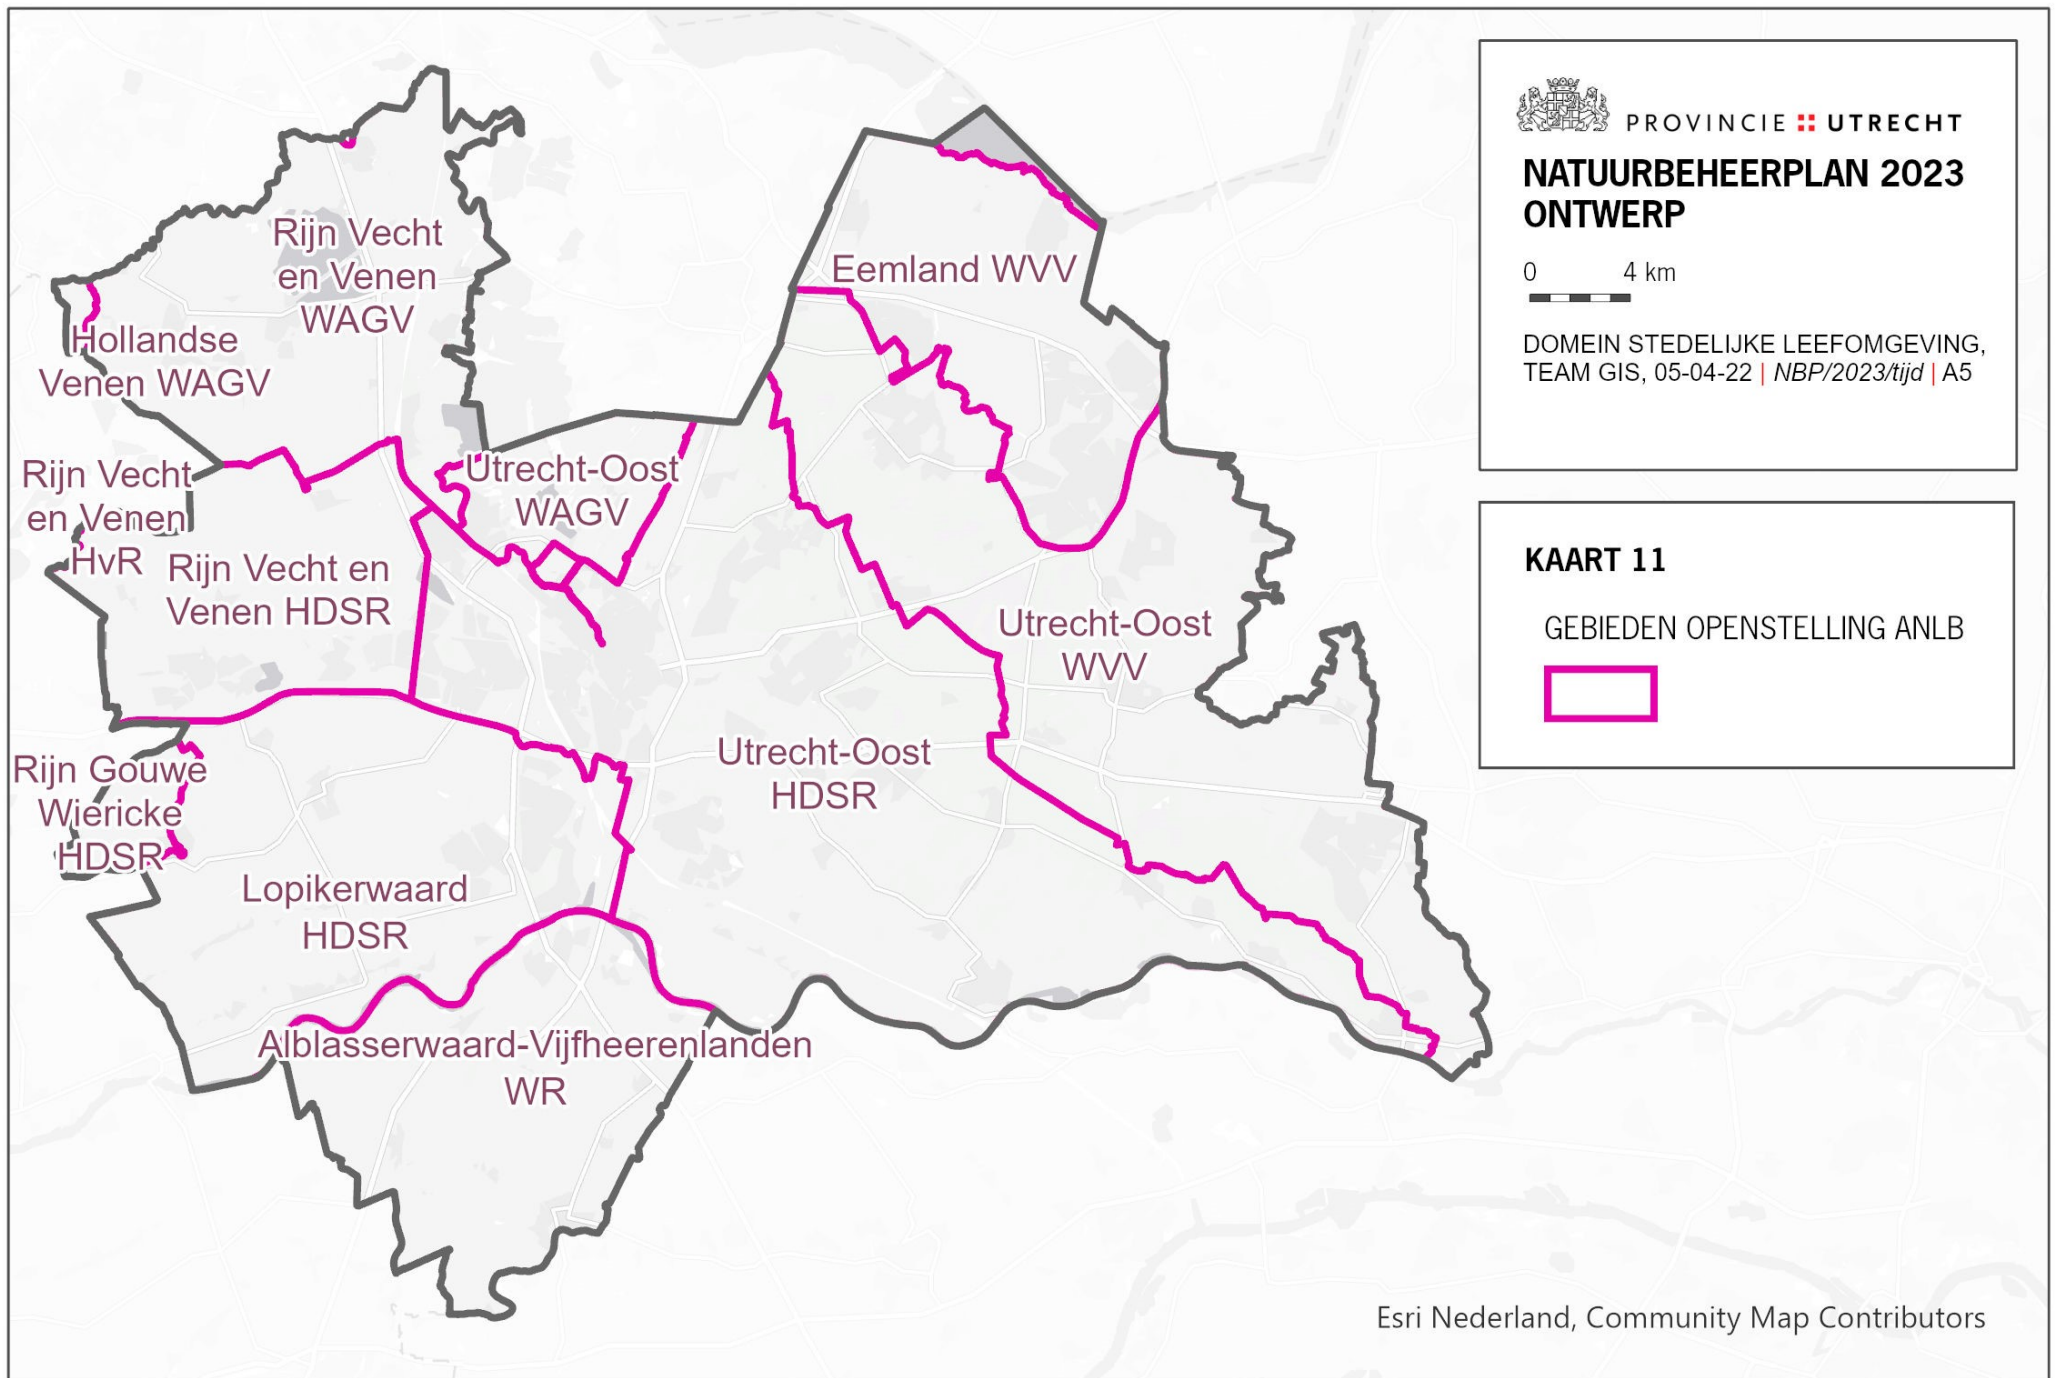 PROVINCIE UTRECHT
NATUURBEHEERPLAN 2023
ONTWERP
0 4 km
DOMEIN STEDELIJKE LEEFOMGEVING,
TEAM GIS, 05-04-22 | NBP/2023/tijd | A5
KAART 11
GEBIEDEN OPENSTELLING ANLB
Rijn Vecht
en Venen
WAGV
Eemland WVV
Hollandse
Venen WAGV
Utrecht-Oost
WAGV
Rijn Vecht
en Venen
HvR
Rijn Vecht en
Venen HDSR
Utrecht-Oost
WVV
Utrecht-Oost
HDSR
Rijn Gouwe
Wiericke
HDSR
Lopikerwaard
HDSR
Alblasserwaard-Vijfheerenlanden
WR
Esri Nederland, Community Map Contributors